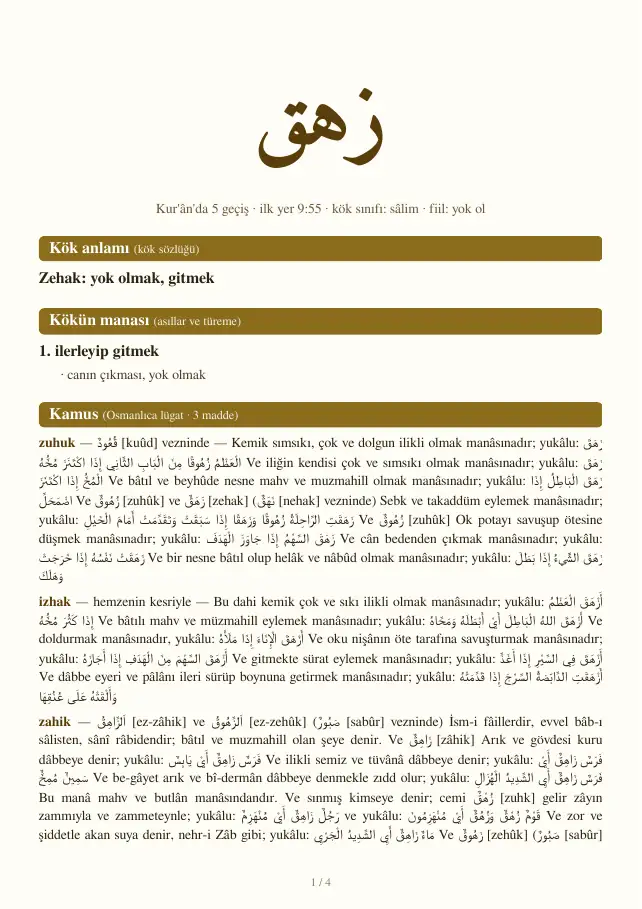 زهق
Kur'ân'da 5 geçiş · ilk yer 9:55 · kök sınıfı: sâlim · fiil: yok ol
Kök anlamı (kök sözlüğü)
Zehak: yok olmak, gitmek
Kökün manası (asıllar ve türeme)
1. ilerleyip gitmek
· canın çıkması, yok olmak
Kamus (Osmanlıca lügat · 3 madde)
zuhuk — قُعُودٌ [kuûd] vezninde — Kemik sımsıkı, çok ve dolgun ilikli olmak manâsınadır; yukâlu: زَهَقَ
الْعَظْمُ زُهُوقًا مِنَ الْبَابِ الثَّانِي إِذَا اكْتَنَزَ مُخُّهُ Ve iliğin kendisi çok ve sımsıkı olmak manâsınadır; yukâlu: زَهَقَ
الْمُخُّ إِذَا اكْتَنَزَ Ve bâtıl ve beyhûde nesne mahv ve muzmahill olmak manâsınadır; yukâlu: زَهَقَ الْبَاطِلُ إِذَا
اضْمَحَلَّ Ve زُهُوقٌ [zuhûk] ve زَهَقٌ [zehak] (نَهَقٌ [nehak] vezninde) Sebk ve takaddüm eylemek manâsınadır;
yukâlu: زَهَقَتِ الرَّاحِلَةُ زُهُوقًا وَزَهَقًا إِذَا سَبَقَتْ وَتَقَدَّمَتْ أَمَامَ الْخَيْلِ Ve زُهُوقٌ [zuhûk] Ok potayı savuşup ötesine
düşmek manâsınadır; yukâlu: زَهَقَ السَّهْمُ إِذَا جَاوَزَ الْهَدَفَ Ve cân bedenden çıkmak manâsınadır; yukâlu:
زَهَقَتْ نَفْسُهُ إِذَا خَرَجَتْ Ve bir nesne bâtıl olup helâk ve nâbûd olmak manâsınadır; yukâlu: زَهَقَ الشَّيْءُ إِذَا بَطَلَ
وَهَلَكَ
izhak — hemzenin kesriyle — Bu dahi kemik çok ve sıkı ilikli olmak manâsınadır; yukâlu: أَزْهَقَ الْعَظْمُ
إِذَا كَثُرَ مُخُّهُ Ve bâtılı mahv ve müzmahill eylemek manâsınadır; yukâlu: أَزْهَقَ اللهُ الْبَاطِلَ أَيْ أَبْطَلَهُ وَمَحَاهُ Ve
doldurmak manâsınadır, yukâlu: أَزْهَقَ الْإِنَاءَ إِذَا مَلَأَهُ Ve oku nişânın öte tarafına savuşturmak manâsınadır;
yukâlu: أَزْهَقَ السَّهْمَ مِنَ الْهَدَفِ إِذَا أَجَازَهُ Ve gitmekte sürat eylemek manâsınadır; yukâlu: أَزْهَقَ فِي السَّيْرِ إِذَا أَغَذَّ
Ve dâbbe eyeri ve pâlânı ileri sürüp boynuna getirmek manâsınadır; yukâlu: أَزْهَقَتِ الدَّابَّةُ السَّرْجَ إِذَا قَدَّمَتْهُ
وَأَلْقَتْهُ عَلَى عُنُقِهَا
zahik — اَلزَّاهِقُ [ez-zâhik] ve اَلزَّهُوقُ [ez-zehûk] (صَبُورٌ [sabûr] vezninde) İsm-i fâillerdir, evvel bâb-ı
sâlisten, sânî râbidendir; bâtıl ve muzmahill olan şeye denir. Ve زَاهِقٌ [zâhik] Arık ve gövdesi kuru
dâbbeye denir; yukâlu: فَرَسٌ زَاهِقٌ أَيْ يَابِسٌ Ve ilikli semiz ve tüvânâ dâbbeye denir; yukâlu: فَرَسٌ زَاهِقٌ أَيْ
سَمِينٌ مُمِخٌّ Ve be-gâyet arık ve bî-dermân dâbbeye denmekle zıdd olur; yukâlu: فَرَسٌ زَاهِقٌ أَيِ الشَّدِيدُ الْهُزَالِ
Bu manâ mahv ve butlân manâsındandır. Ve sınmış kimseye denir; cemi زُهُقٌ [zuhk] gelir zâyın
zammıyla ve zammeteynle; yukâlu: رَجُلٌ زَاهِقٌ أَيْ مُنْهَزِمٌ ve yukâlu: قَوْمٌ زُهْقٌ وَزُهُقٌ أَيْ مُنْهَزِمُونَ Ve zor ve
şiddetle akan suya denir, nehr-i Zâb gibi; yukâlu: مَاءٌ زَاهِقٌ أَيِ الشَّدِيدُ الْجَرْيِ Ve زَهُوقٌ [zehûk] (صَبُورٌ [sabûr]
1 / 4